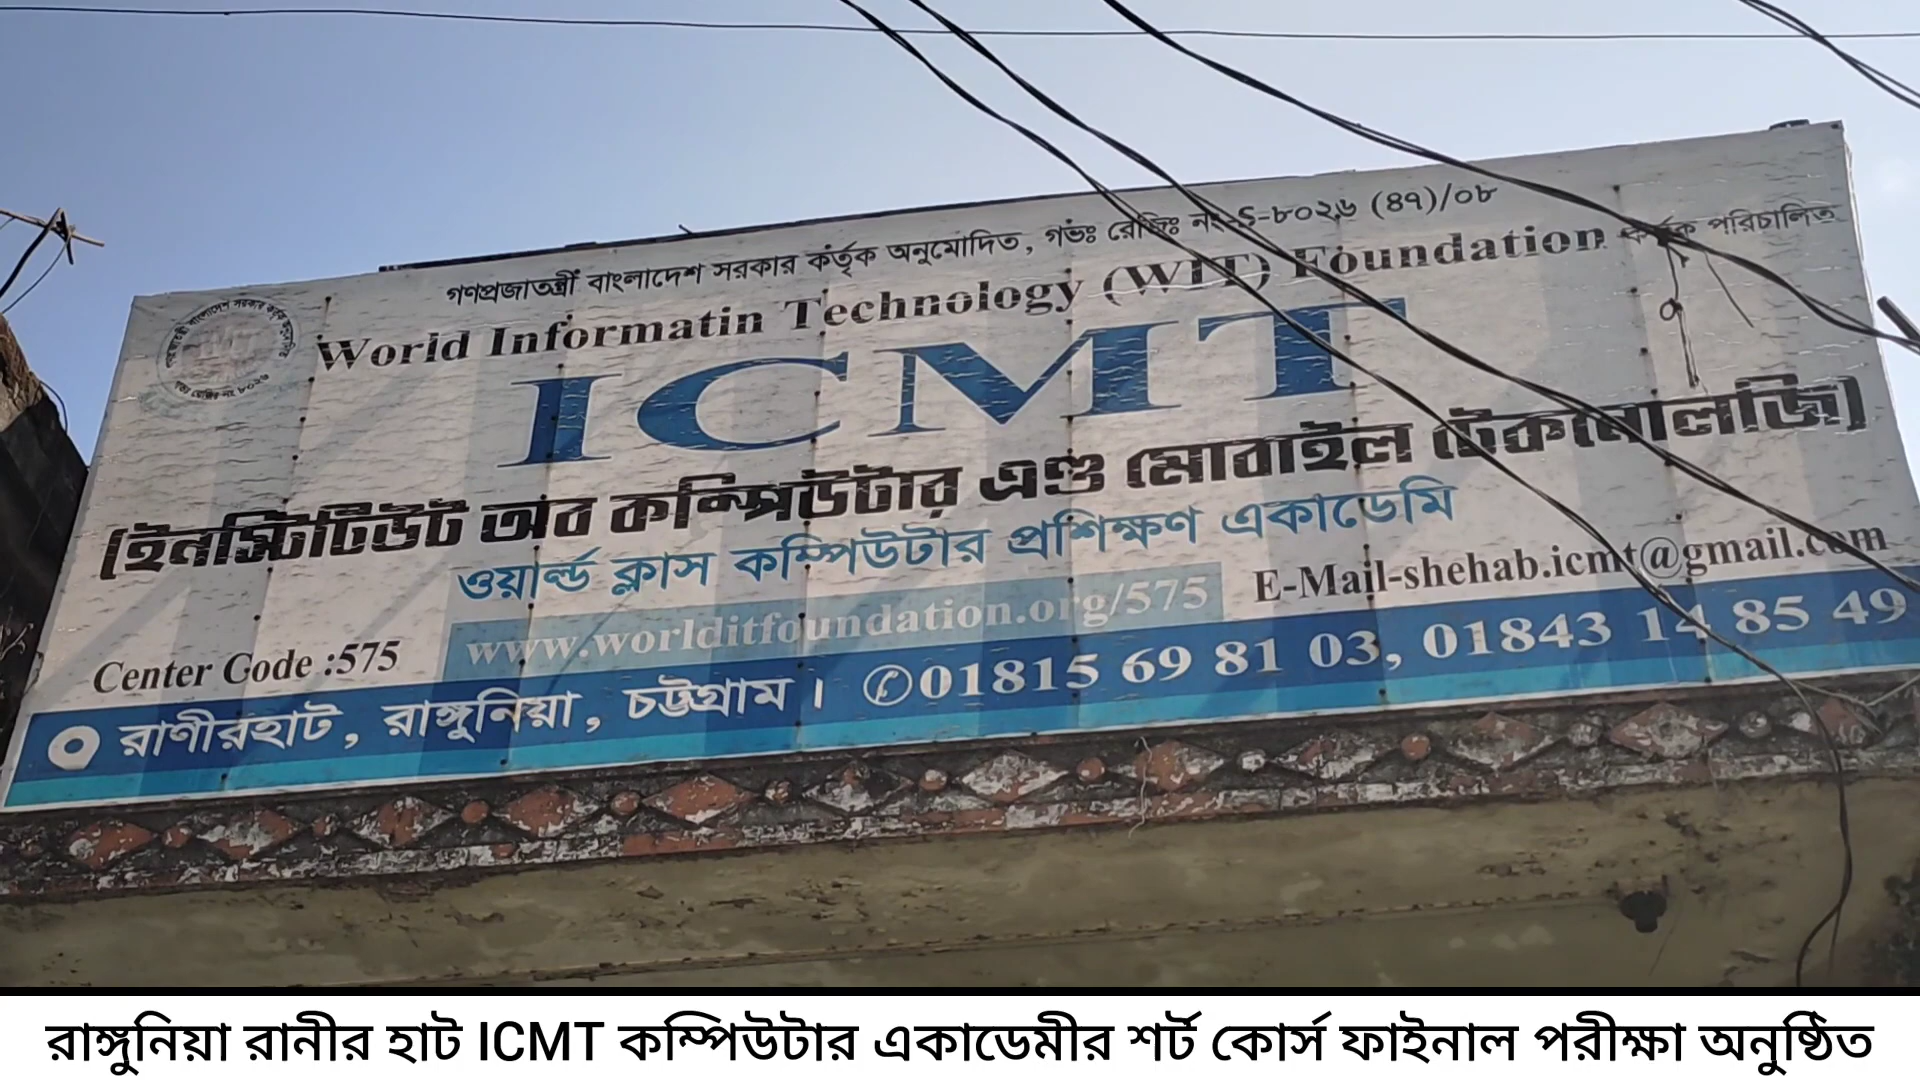 গণপ্রজাতন্ত্রী বাংলাদেশ সরকার কর্তৃক অনুমোদিত, গভঃ রেজিঃ নং-S-৮০২৬ (৪৭)/০৮
World Informatin Technology (WIT) Foundation কর্তৃক পরিচালিত
ICMT
(ইনস্টিটিউট অব কম্পিউটার এণ্ড মোবাইল টেকনোলজি)
ওয়ার্ল্ড ক্লাস কম্পিউটার প্রশিক্ষণ একাডেমি
www.worlditfoundation.org/575 E-Mail-shehab.icmt@gmail.com
Center Code :575
রাণীরহাট, রাঙ্গুনিয়া, চট্টগ্রাম। ✆01815 69 81 03, 01843 14 85 49
রাঙ্গুনিয়া রানীর হাট ICMT কম্পিউটার একাডেমীর শর্ট কোর্স ফাইনাল পরীক্ষা অনুষ্ঠিত